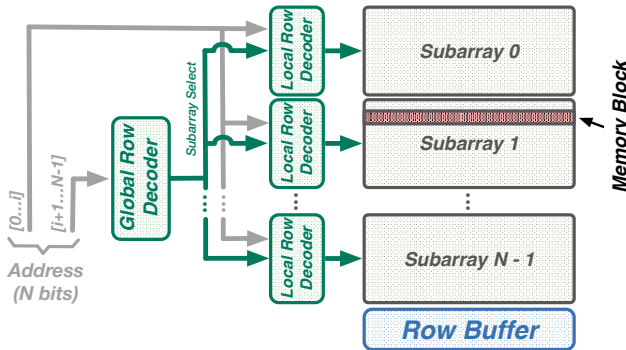 Local Row
Decoder
Subarray 0
Subarray Select
Local Row
Decoder
Subarray 1
Memory Block
Global Row
Decoder
[0...i]
[i+1...N-1]
Address
(N bits)
Local Row
Decoder
Subarray N - 1
Row Buffer